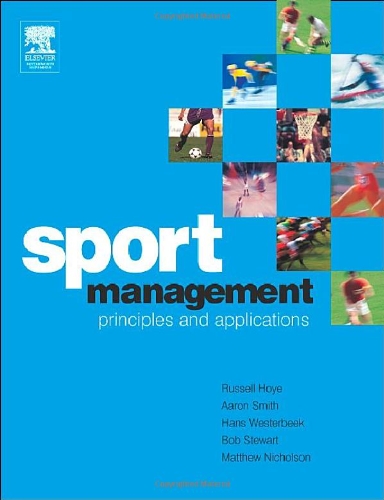 ELSEVIER
sport
management
principles and applications
Russell Hoye
Aaron Smith
Hans Westerbeek
Bob Stewart
Matthew Nicholson